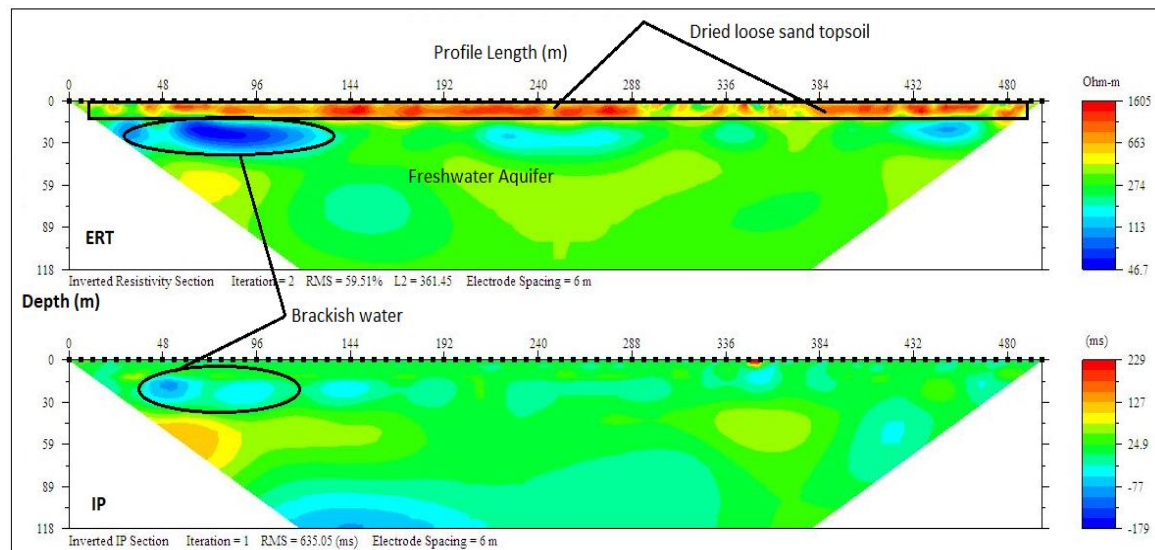 Dried loose sand topsoil
Profile Length (m)
0 48 96 144 192 240 288 336 384 432 480
Ohm-m
0
30
59
89
118
1605
663
274
113
46.7
Freshwater Aquifer
ERT
Inverted Resistivity Section Iteration = 2 RMS = 59.51% L2 = 361.45 Electrode Spacing = 6 m
Depth (m)
Brackish water
0 48 96 144 192 240 288 336 384 432 480
(ms)
0
30
59
89
118
229
127
24.9
-77
-179
IP
Inverted IP Section Iteration = 1 RMS = 635.05 (ms) Electrode Spacing = 6 m